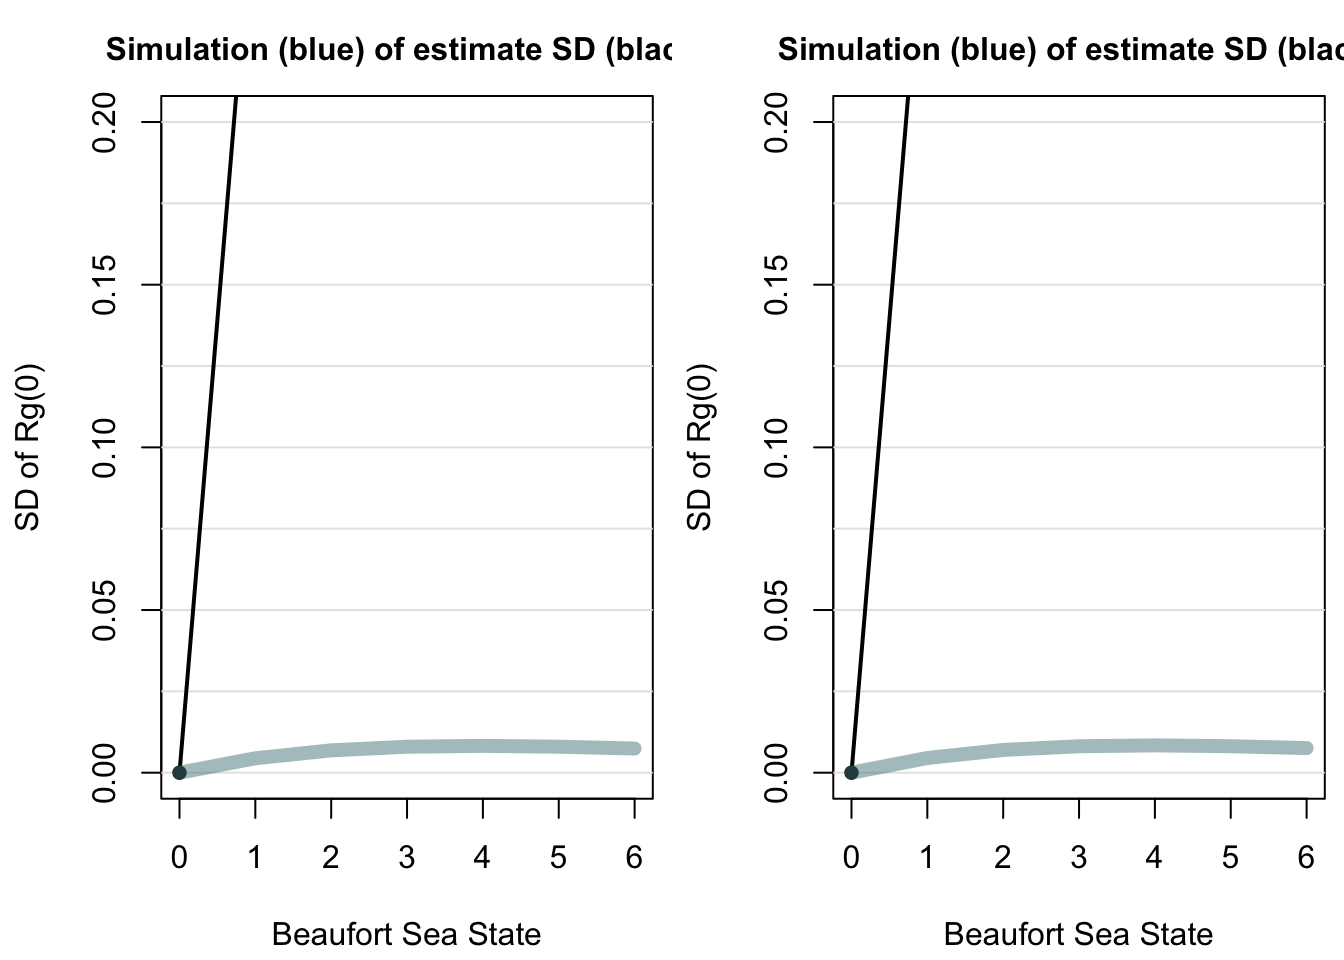 Simulation (blue) of estimate SD (blac
0.20
0.15
0.10
0.05
0.00
SD of Rg(0)
0 1 2 3 4 5 6
Beaufort Sea State
Simulation (blue) of estimate SD (blac
0.20
0.15
0.10
0.05
0.00
SD of Rg(0)
0 1 2 3 4 5 6
Beaufort Sea State